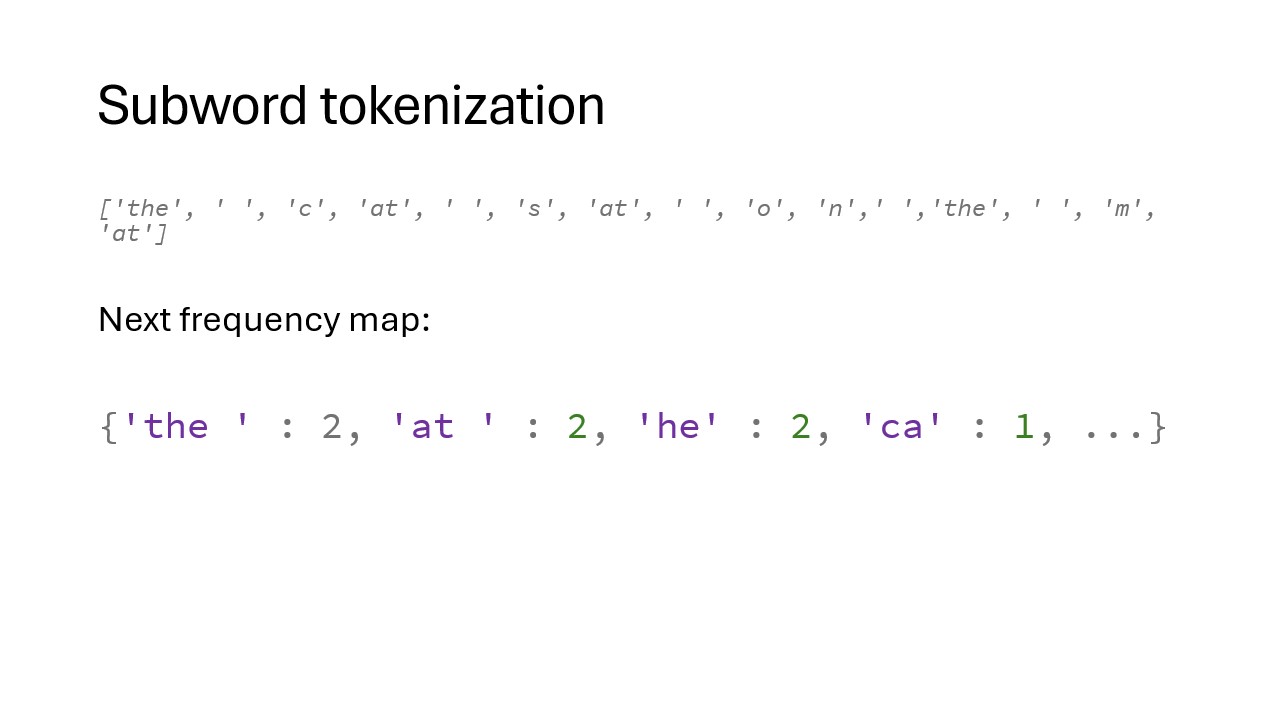 Subword tokenization
['the', ' ', 'c', 'at', ' ', 's', 'at', ' ', 'o', 'n',' ','the', ' ', 'm',
'at']
Next frequency map:
{'the ' : 2, 'at ' : 2, 'he' : 2, 'ca' : 1, ...}